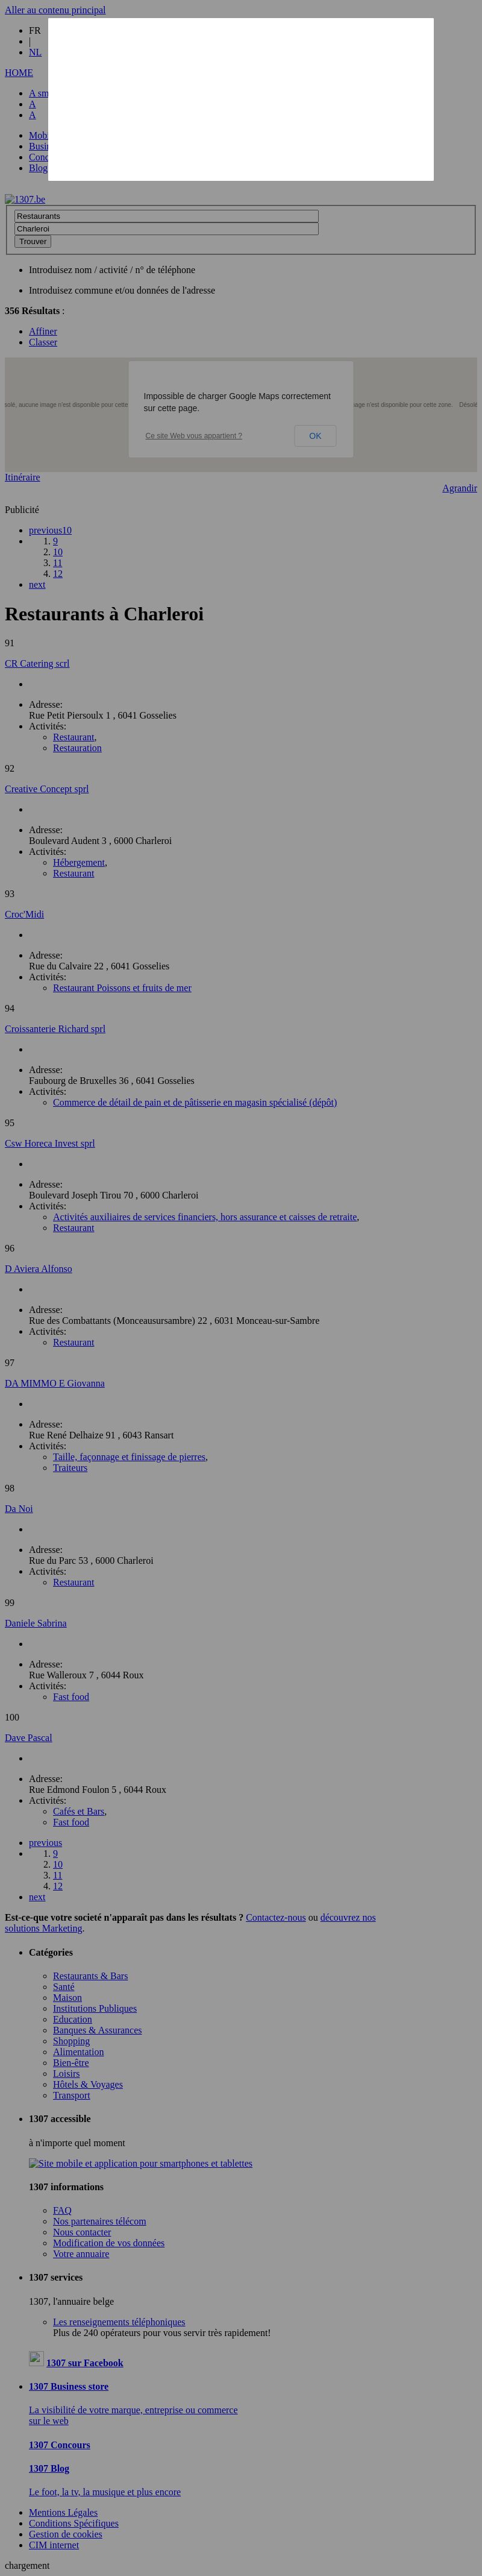 Aller au contenu principal
FR
|
NL
HOME
A
A
A
1307.be
Restaurants
Charleroi
Trouver
Introduisez nom / activité / n° de téléphone
Introduisez commune et/ou données de l'adresse
356 Résultats :
Affiner
Classer
Impossible de charger Google Maps correctement
sur cette page.
Ce site Web vous appartient ?
OK
aucune image n'est disponible pour cette
n'est disponible pour cette zone.
Itinéraire
Agrandir
Publicité
previous10
1. 9
2. 10
3. 11
4. 12
next
Restaurants à Charleroi
91
CR Catering scrl
Adresse:
Rue Petit Piersoulx 1 , 6041 Gosselies
Activités:
Restaurant,
Restauration
92
Creative Concept sprl
Adresse:
Boulevard Audent 3 , 6000 Charleroi
Activités:
Hébergement,
Restaurant
93
Croc'Midi
Adresse:
Rue du Calvaire 22 , 6041 Gosselies
Activités:
Restaurant Poissons et fruits de mer
94
Croissanterie Richard sprl
Adresse:
Faubourg de Bruxelles 36 , 6041 Gosselies
Activités:
Commerce de détail de pain et de pâtisserie en magasin spécialisé (dépôt)
95
Csw Horeca Invest sprl
Adresse:
Boulevard Joseph Tirou 70 , 6000 Charleroi
Activités:
Activités auxiliaires de services financiers, hors assurance et caisses de retraite,
Restaurant
96
D Aviera Alfonso
Adresse:
Rue des Combattants (Monceausursambre) 22 , 6031 Monceau-sur-Sambre
Activités:
Restaurant
97
DA MIMMO E Giovanna
Adresse:
Rue René Delhaize 91 , 6043 Ransart
Activités:
Taille, façonnage et finissage de pierres,
Traiteurs
98
Da Noi
Adresse:
Rue du Parc 53 , 6000 Charleroi
Activités:
Restaurant
99
Daniele Sabrina
Adresse:
Rue Walleroux 7 , 6044 Roux
Activités:
Fast food
100
Dave Pascal
Adresse:
Rue Edmond Foulon 5 , 6044 Roux
Activités:
Cafés et Bars,
Fast food
previous
1. 9
2. 10
3. 11
4. 12
next
Est-ce-que votre societé n'apparaît pas dans les résultats ? Contactez-nous ou découvrez nos
solutions Marketing.
Catégories
Restaurants & Bars
Santé
Maison
Institutions Publiques
Education
Banques & Assurances
Shopping
Alimentation
Bien-être
Loisirs
Hôtels & Voyages
Transport
1307 accessible
à n'importe quel moment
Site mobile et application pour smartphones et tablettes
1307 informations
FAQ
Nos partenaires télécom
Nous contacter
Modification de vos données
Votre annuaire
1307 services
1307, l'annuaire belge
Les renseignements téléphoniques
Plus de 240 opérateurs pour vous servir très rapidement!
1307 sur Facebook
1307 Business store
La visibilité de votre marque, entreprise ou commerce
sur le web
1307 Concours
1307 Blog
Le foot, la tv, la musique et plus encore
Mentions Légales
Conditions Spécifiques
Gestion de cookies
CIM internet
chargement